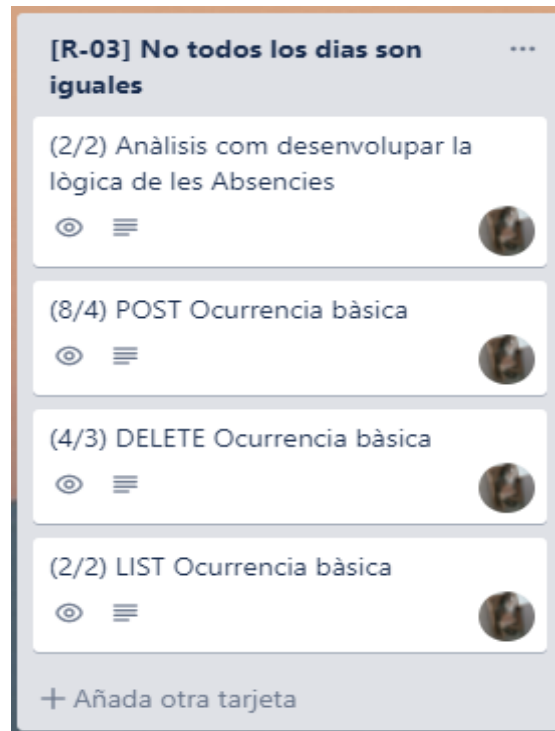 [R-03] No todos los dias son
iguales
(2/2) Anàlisis com desenvolupar la
lògica de les Absencies
(8/4) POST Ocurrencia bàsica
(4/3) DELETE Ocurrencia bàsica
(2/2) LIST Ocurrencia bàsica
+ Añada otra tarjeta